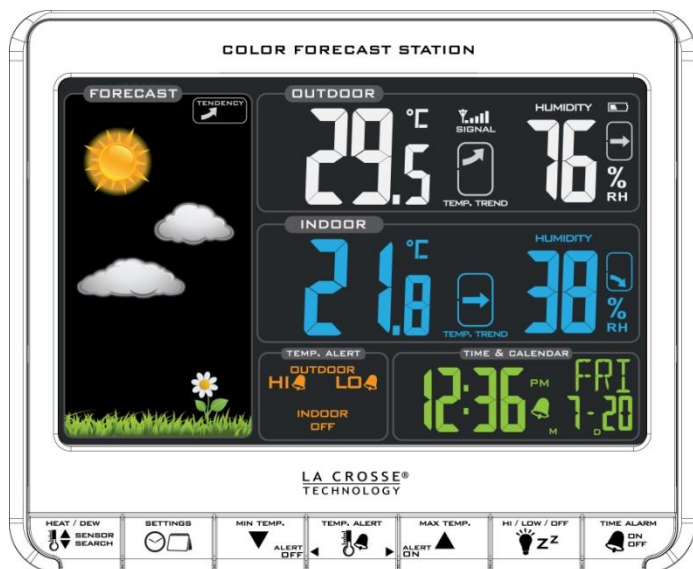 COLOR FORECAST STATION
FORECAST
TENDENCY
OUTDOOR
29.5 °C
SIGNAL
TEMP. TREND
HUMIDITY
76 % RH
INDOOR
21.8 °C
TEMP. TREND
HUMIDITY
38 % RH
TEMP. ALERT
OUTDOOR
HI LO
INDOOR
OFF
TIME & CALENDAR
12:36 PM
FRI
M 7-20 D
LA CROSSE®
TECHNOLOGY
HEAT / DEW
SENSOR
SEARCH
SETTINGS
MIN TEMP.
ALERT
OFF
TEMP. ALERT
MAX TEMP.
ALERT
ON
HI / LOW / OFF
ZZ
TIME ALARM
ON
OFF